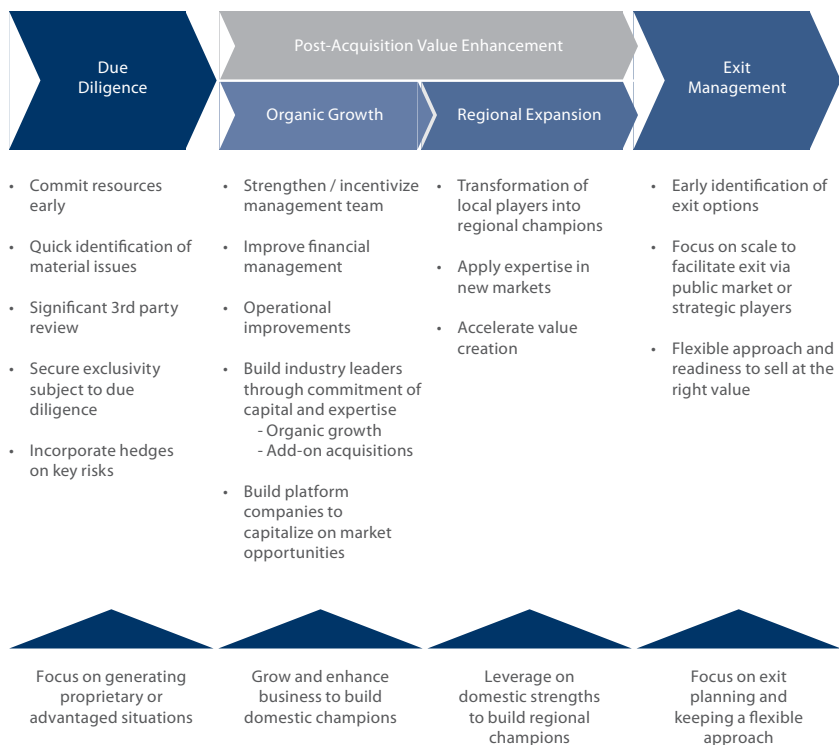 Due
Diligence
Post-Acquisition Value Enhancement
Organic Growth
Regional Expansion
Exit
Management
• Commit resources
early
• Quick identification of
material issues
• Significant 3rd party
review
• Secure exclusivity
subject to due
diligence
• Incorporate hedges
on key risks
• Strengthen / incentivize
management team
• Improve financial
management
• Operational
improvements
• Build industry leaders
through commitment of
capital and expertise
- Organic growth
- Add-on acquisitions
• Build platform
companies to
capitalize on market
opportunities
• Transformation of
local players into
regional champions
• Apply expertise in
new markets
• Accelerate value
creation
• Early identification of
exit options
• Focus on scale to
facilitate exit via
public market or
strategic players
• Flexible approach and
readiness to sell at the
right value
Focus on generating
proprietary or
advantaged situations
Grow and enhance
business to build
domestic champions
Leverage on
domestic strengths
to build regional
champions
Focus on exit
planning and
keeping a flexible
approach